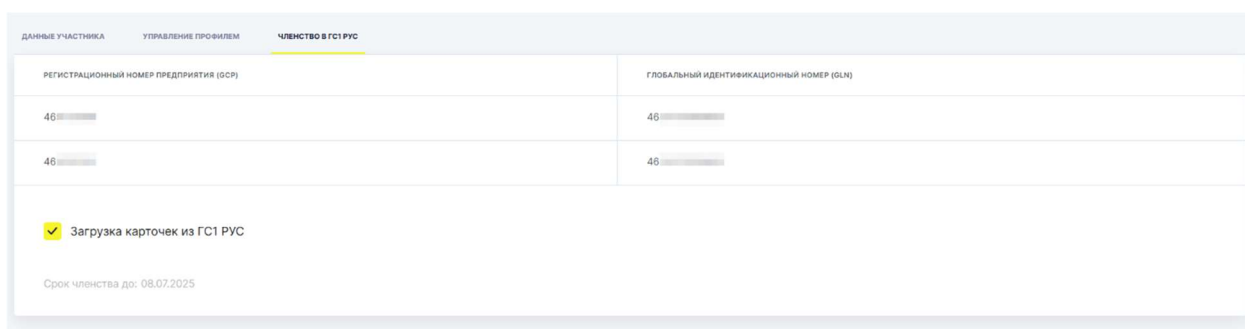 ДАННЫЕ УЧАСТНИКА УПРАВЛЕНИЕ ПРОФИЛЕМ ЧЛЕНСТВО В ГС1 РУС
РЕГИСТРАЦИОННЫЙ НОМЕР ПРЕДПРИЯТИЯ (GCP) ГЛОБАЛЬНЫЙ ИДЕНТИФИКАЦИОННЫЙ НОМЕР (GLN)
46 46
46 46
Загрузка карточек из ГС1 РУС
Срок членства до: 08.07.2025